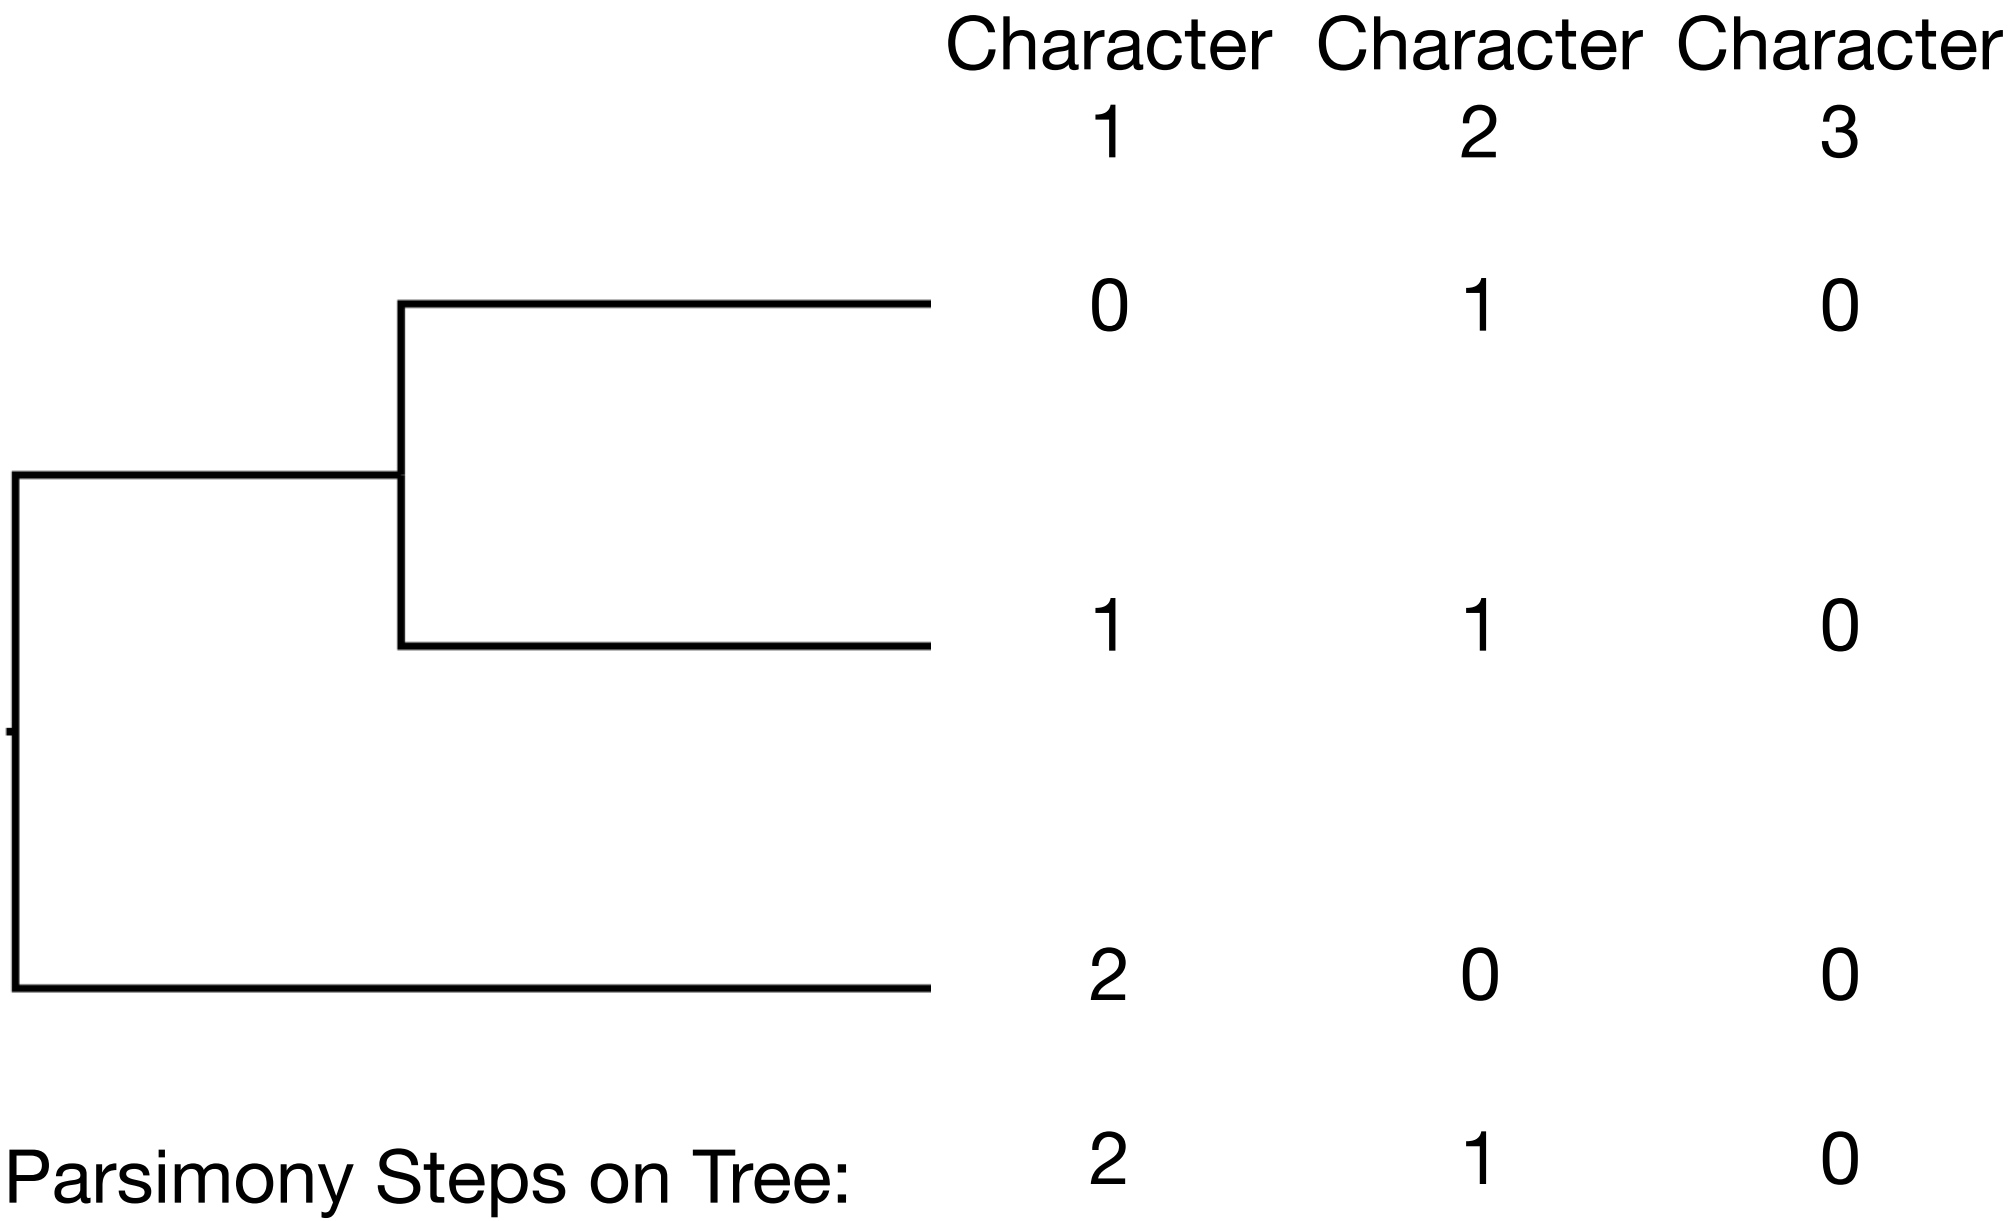 Character Character Character
1 2 3
0 1 0
1 1 0
2 0 0
Parsimony Steps on Tree: 2 1 0